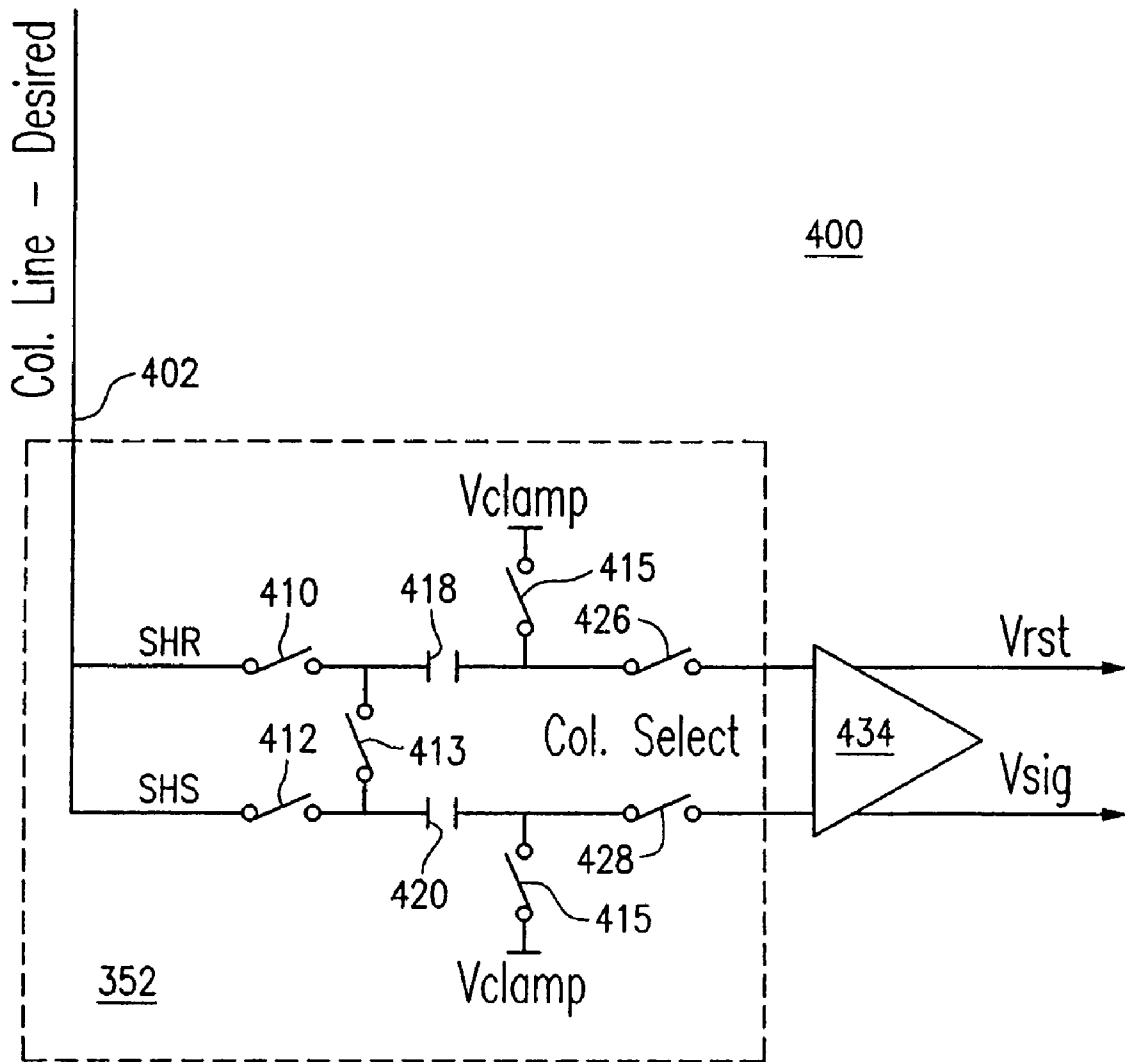 Col. Line - Desired
400
402
Vclamp
410
418
415
426
SHR
Vrst
412
413
Col. Select
434
SHS
Vsig
420
428
415
352
Vclamp